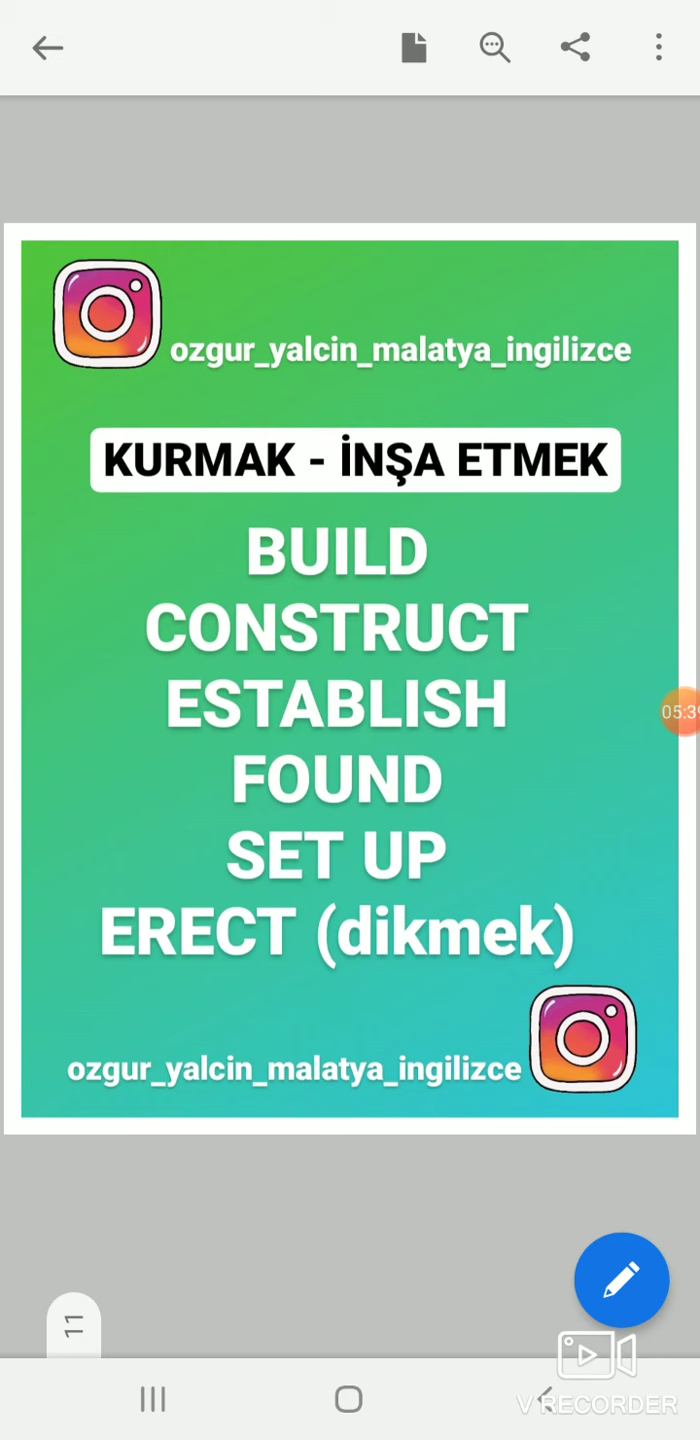 ozgur_yalcin_malatya_ingilizce
KURMAK - İNŞA ETMEK
BUILD
CONSTRUCT
ESTABLISH
FOUND
SET UP
ERECT (dikmek)
ozgur_yalcin_malatya_ingilizce
11
V RECORDER